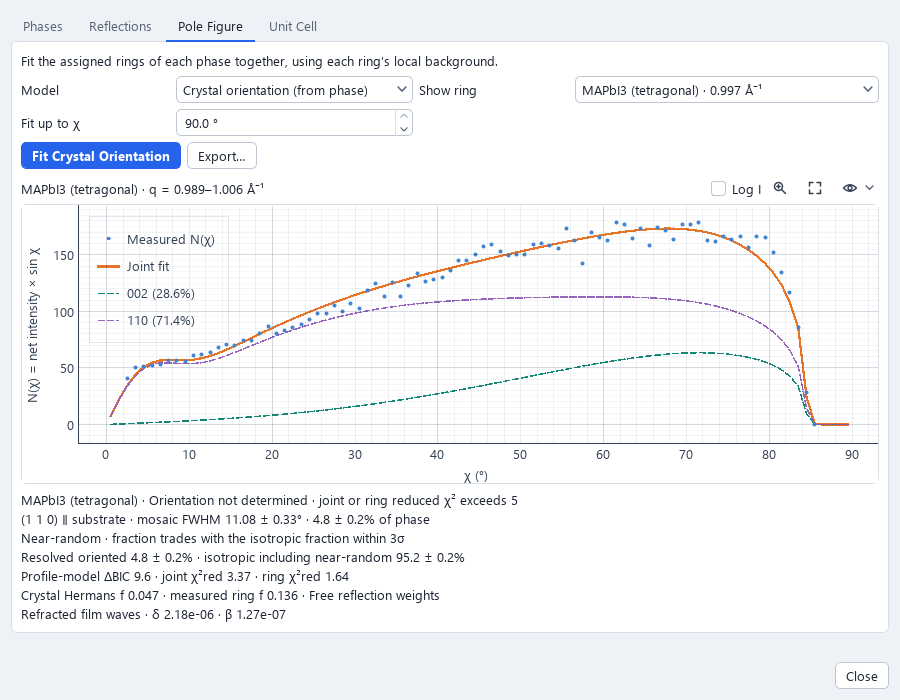 Phases Reflections Pole Figure Unit Cell
Fit the assigned rings of each phase together, using each ring's local background.
Model Crystal orientation (from phase) Show ring MAPbI3 (tetragonal) · 0.997 Å⁻¹
Fit up to χ 90.0 °
Fit Crystal Orientation Export...
MAPbI3 (tetragonal) · q = 0.989–1.006 Å⁻¹ Log I
Measured N(χ)
Joint fit
002 (28.6%)
110 (71.4%)
N(χ) = net intensity × sin χ
150
100
50
0
0 10 20 30 40 50 60 70 80 90
χ (°)
MAPbI3 (tetragonal) · Orientation not determined · joint or ring reduced χ² exceeds 5
(1 1 0) ∥ substrate · mosaic FWHM 11.08 ± 0.33° · 4.8 ± 0.2% of phase
Near-random · fraction trades with the isotropic fraction within 3σ
Resolved oriented 4.8 ± 0.2% · isotropic including near-random 95.2 ± 0.2%
Profile-model ΔBIC 9.6 · joint χ²red 3.37 · ring χ²red 1.64
Crystal Hermans f 0.047 · measured ring f 0.136 · Free reflection weights
Refracted film waves · δ 2.18e-06 · β 1.27e-07
Close